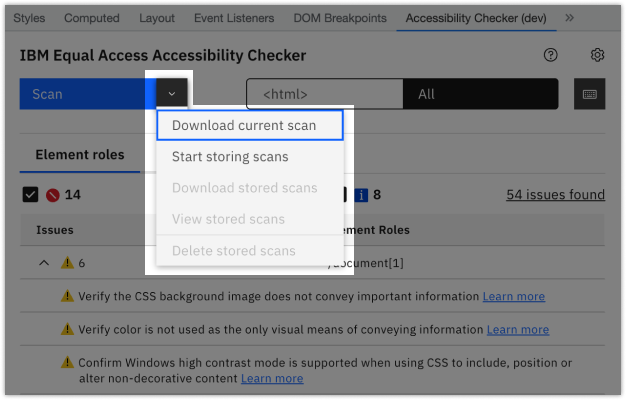 Styles Computed Layout Event Listeners DOM Breakpoints Accessibility Checker (dev) »
IBM Equal Access Accessibility Checker
Scan <html> All
Download current scan
Start storing scans
Download stored scans
View stored scans
Delete stored scans
Element roles
14 8 54 issues found
Issues ement Roles
6 /document[1]
Verify the CSS background image does not convey important information Learn more
Verify color is not used as the only visual means of conveying information Learn more
Confirm Windows high contrast mode is supported when using CSS to include, position or
alter non-decorative content Learn more